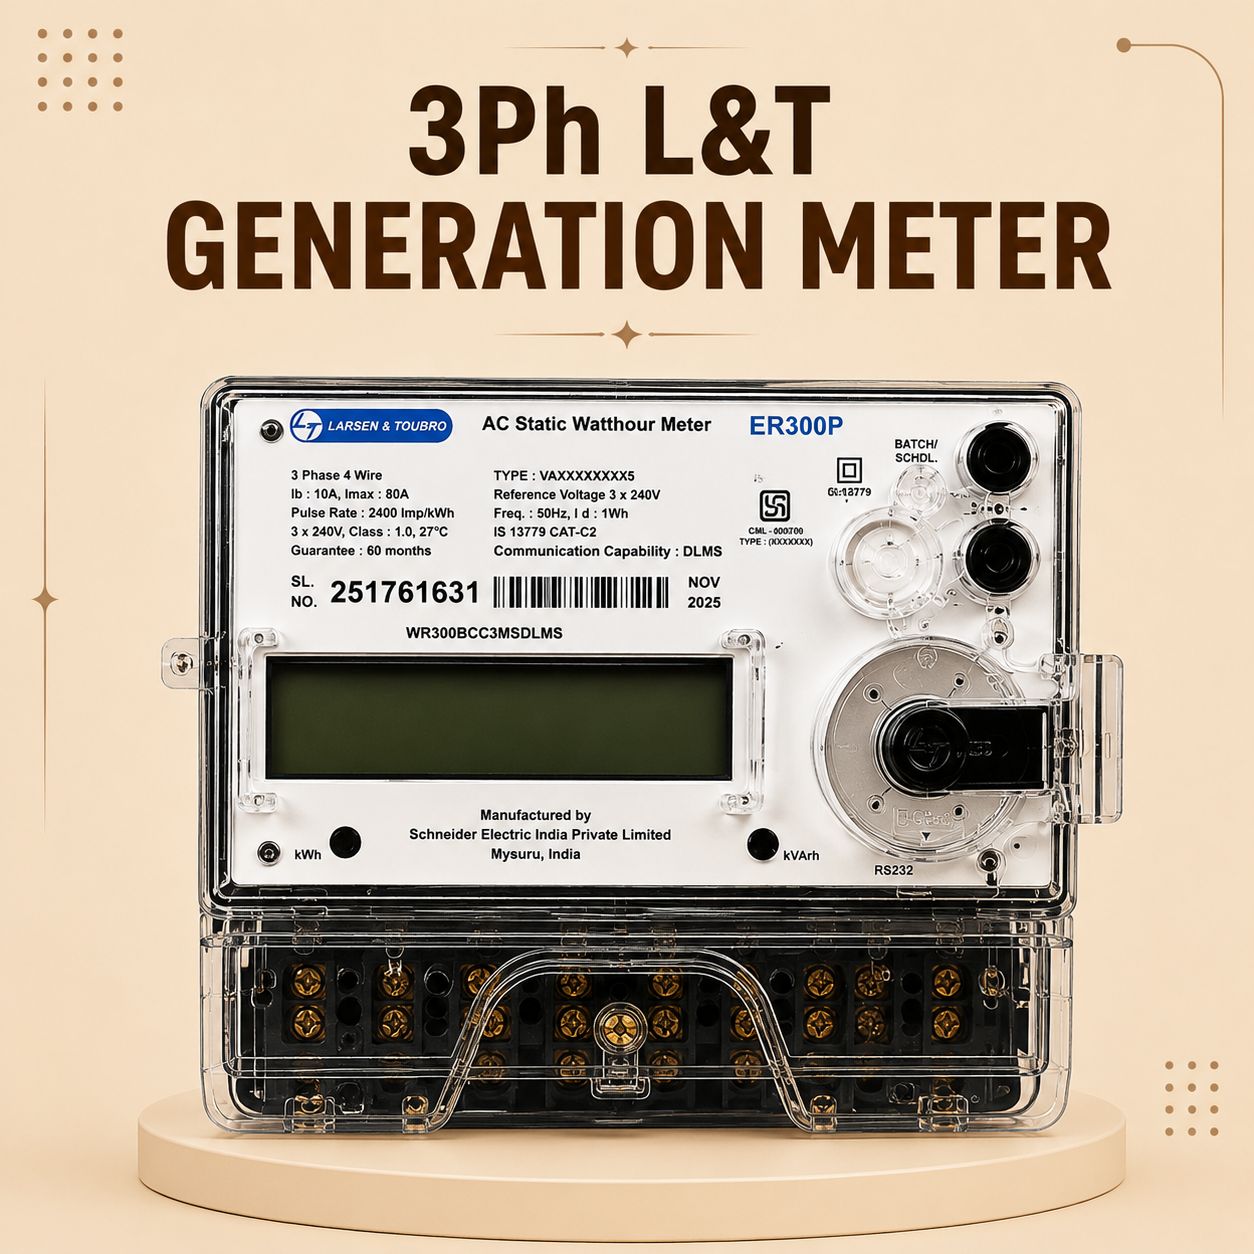 3Ph L&T
GENERATION METER
LARSEN & TOUBRO
AC Static Watthour Meter
ER300P
BATCH/
SCHDL.
3 Phase 4 Wire
Ib : 10A, Imax : 80A
Pulse Rate : 2400 Imp/kWh
3 x 240V, Class : 1.0, 27°C
Guarantee : 60 months
TYPE : VAXXXXXXXX5
Reference Voltage 3 x 240V
Freq. : 50Hz, I d : 1Wh
IS 13779 CAT-C2
Communication Capability : DLMS
TYPE : (XXXXXXX)
SL.
NO.
251761631
NOV
2025
WR300BCC3MSDLMS
Manufactured by
Schneider Electric India Private Limited
Mysuru, India
kWh
kVArh
RS232